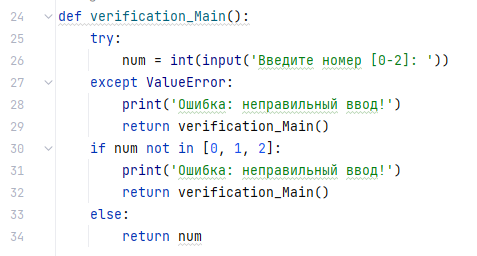 24 def verification_Main():
25     try:
26         num = int(input('Введите номер [0-2]: '))
27     except ValueError:
28         print('Ошибка: неправильный ввод!')
29         return verification_Main()
30     if num not in [0, 1, 2]:
31         print('Ошибка: неправильный ввод!')
32         return verification_Main()
33     else:
34         return num